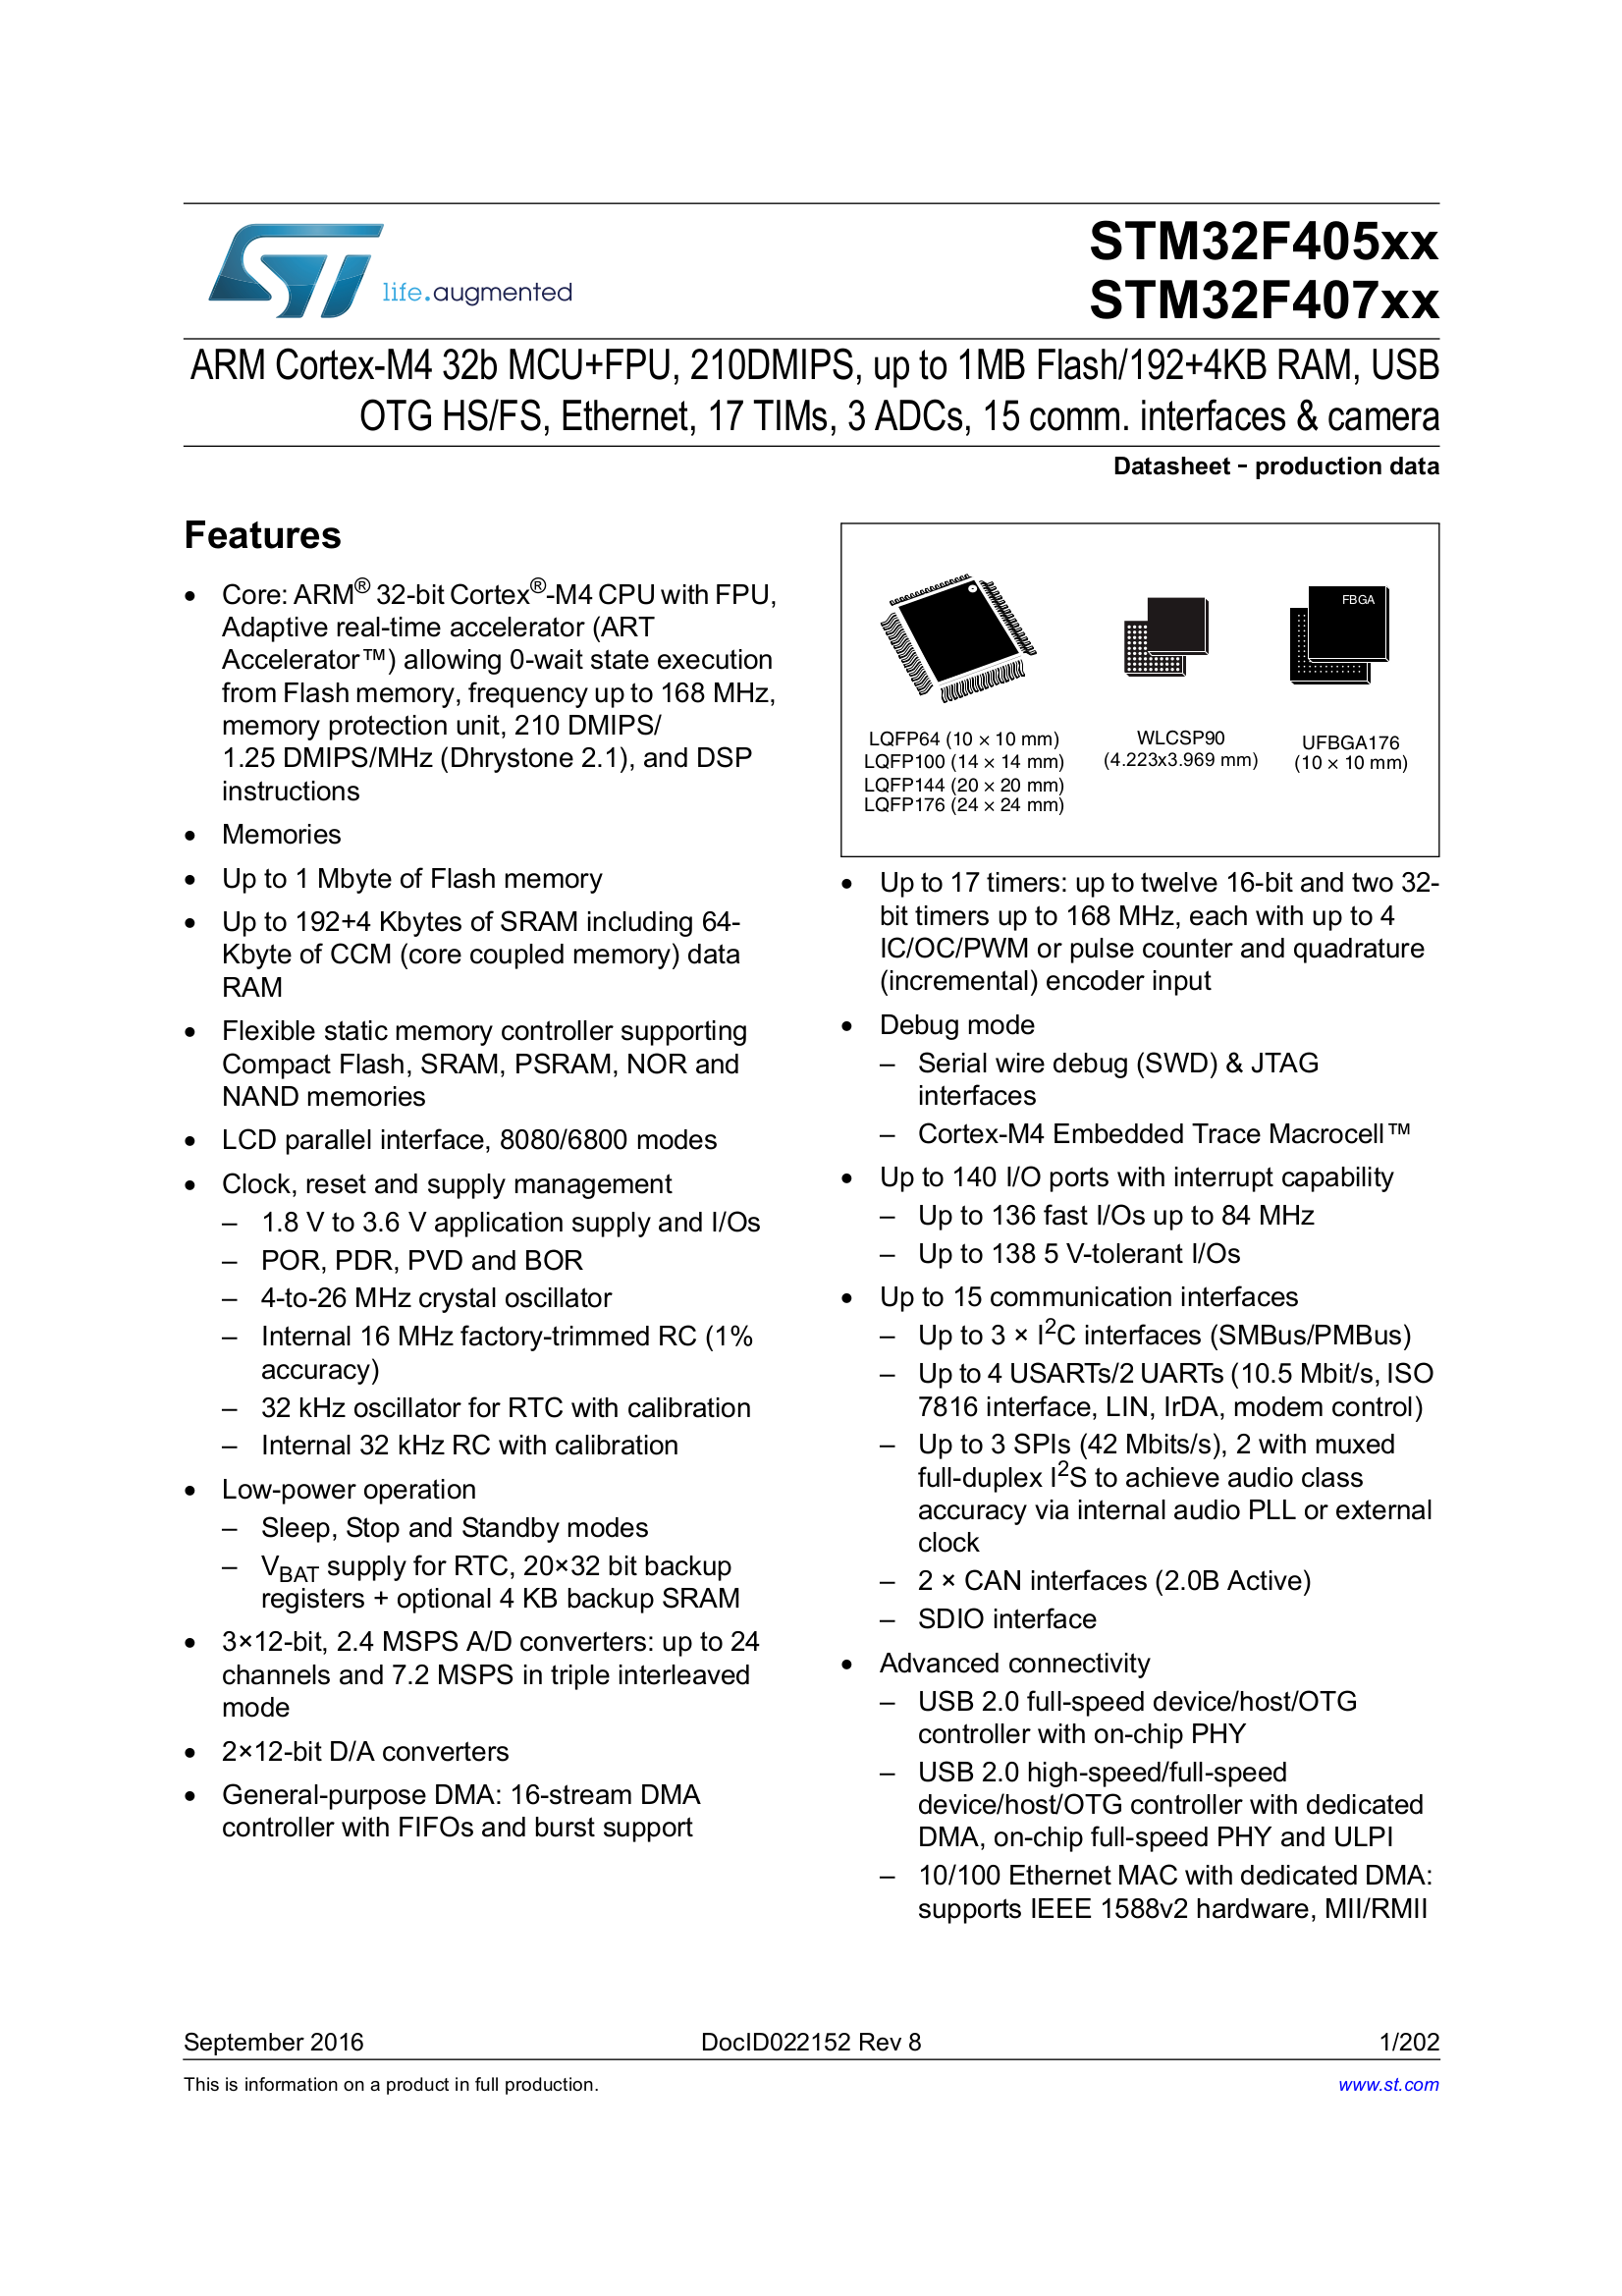 life.augmented
STM32F405xx
STM32F407xx
ARM Cortex-M4 32b MCU+FPU, 210DMIPS, up to 1MB Flash/192+4KB RAM, USB
OTG HS/FS, Ethernet, 17 TIMs, 3 ADCs, 15 comm. interfaces & camera
Datasheet - production data
Features
• Core: ARM® 32-bit Cortex®-M4 CPU with FPU,
Adaptive real-time accelerator (ART
Accelerator™) allowing 0-wait state execution
from Flash memory, frequency up to 168 MHz,
memory protection unit, 210 DMIPS/
1.25 DMIPS/MHz (Dhrystone 2.1), and DSP
instructions
• Memories
• Up to 1 Mbyte of Flash memory
• Up to 192+4 Kbytes of SRAM including 64-
Kbyte of CCM (core coupled memory) data
RAM
• Flexible static memory controller supporting
Compact Flash, SRAM, PSRAM, NOR and
NAND memories
• LCD parallel interface, 8080/6800 modes
• Clock, reset and supply management
– 1.8 V to 3.6 V application supply and I/Os
– POR, PDR, PVD and BOR
– 4-to-26 MHz crystal oscillator
– Internal 16 MHz factory-trimmed RC (1%
accuracy)
– 32 kHz oscillator for RTC with calibration
– Internal 32 kHz RC with calibration
• Low-power operation
– Sleep, Stop and Standby modes
– VBAT supply for RTC, 20×32 bit backup
registers + optional 4 KB backup SRAM
• 3×12-bit, 2.4 MSPS A/D converters: up to 24
channels and 7.2 MSPS in triple interleaved
mode
• 2×12-bit D/A converters
• General-purpose DMA: 16-stream DMA
controller with FIFOs and burst support
FBGA
LQFP64 (10 × 10 mm)
LQFP100 (14 × 14 mm)
LQFP144 (20 × 20 mm)
LQFP176 (24 × 24 mm)
WLCSP90
(4.223x3.969 mm)
UFBGA176
(10 × 10 mm)
• Up to 17 timers: up to twelve 16-bit and two 32-
bit timers up to 168 MHz, each with up to 4
IC/OC/PWM or pulse counter and quadrature
(incremental) encoder input
• Debug mode
– Serial wire debug (SWD) & JTAG
interfaces
– Cortex-M4 Embedded Trace Macrocell™
• Up to 140 I/O ports with interrupt capability
– Up to 136 fast I/Os up to 84 MHz
– Up to 138 5 V-tolerant I/Os
• Up to 15 communication interfaces
– Up to 3 × I²C interfaces (SMBus/PMBus)
– Up to 4 USARTs/2 UARTs (10.5 Mbit/s, ISO
7816 interface, LIN, IrDA, modem control)
– Up to 3 SPIs (42 Mbits/s), 2 with muxed
full-duplex I²S to achieve audio class
accuracy via internal audio PLL or external
clock
– 2 × CAN interfaces (2.0B Active)
– SDIO interface
• Advanced connectivity
– USB 2.0 full-speed device/host/OTG
controller with on-chip PHY
– USB 2.0 high-speed/full-speed
device/host/OTG controller with dedicated
DMA, on-chip full-speed PHY and ULPI
– 10/100 Ethernet MAC with dedicated DMA:
supports IEEE 1588v2 hardware, MII/RMII
September 2016
DocID022152 Rev 8
1/202
This is information on a product in full production.
www.st.com